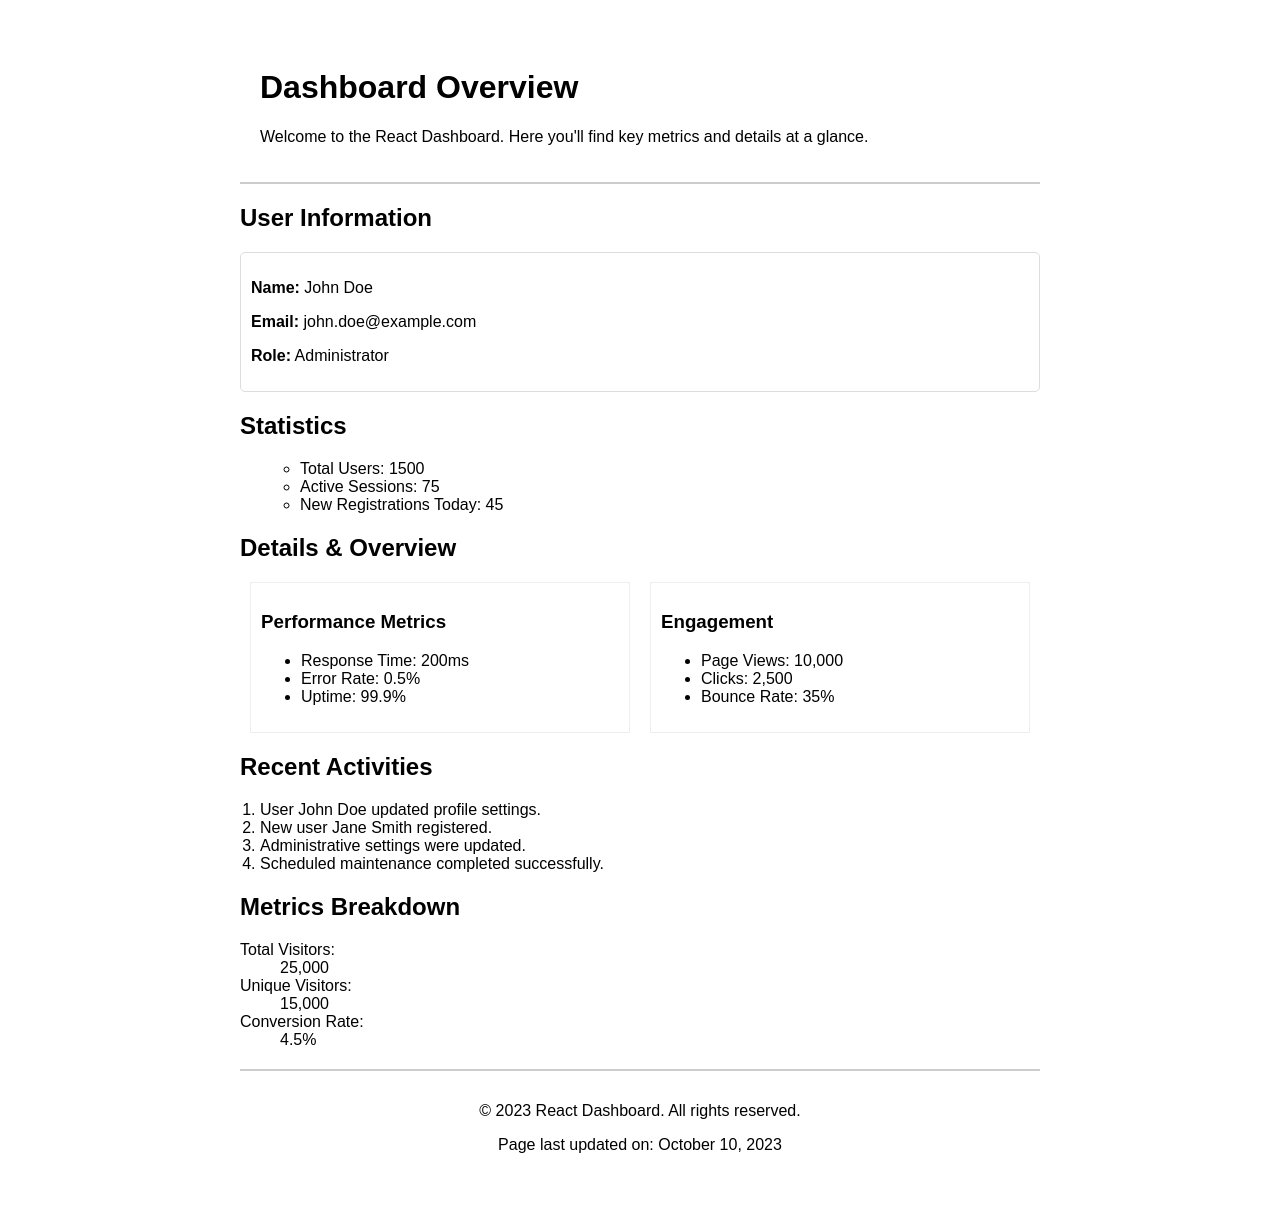 Dashboard Overview
Welcome to the React Dashboard. Here you'll find key metrics and details at a glance.
User Information
Name: John Doe
Email: john.doe@example.com
Role: Administrator
Statistics
Total Users: 1500
Active Sessions: 75
New Registrations Today: 45
Details & Overview
Performance Metrics
Response Time: 200ms
Error Rate: 0.5%
Uptime: 99.9%
Engagement
Page Views: 10,000
Clicks: 2,500
Bounce Rate: 35%
Recent Activities
1. User John Doe updated profile settings.
2. New user Jane Smith registered.
3. Administrative settings were updated.
4. Scheduled maintenance completed successfully.
Metrics Breakdown
Total Visitors:
25,000
Unique Visitors:
15,000
Conversion Rate:
4.5%
© 2023 React Dashboard. All rights reserved.
Page last updated on: October 10, 2023